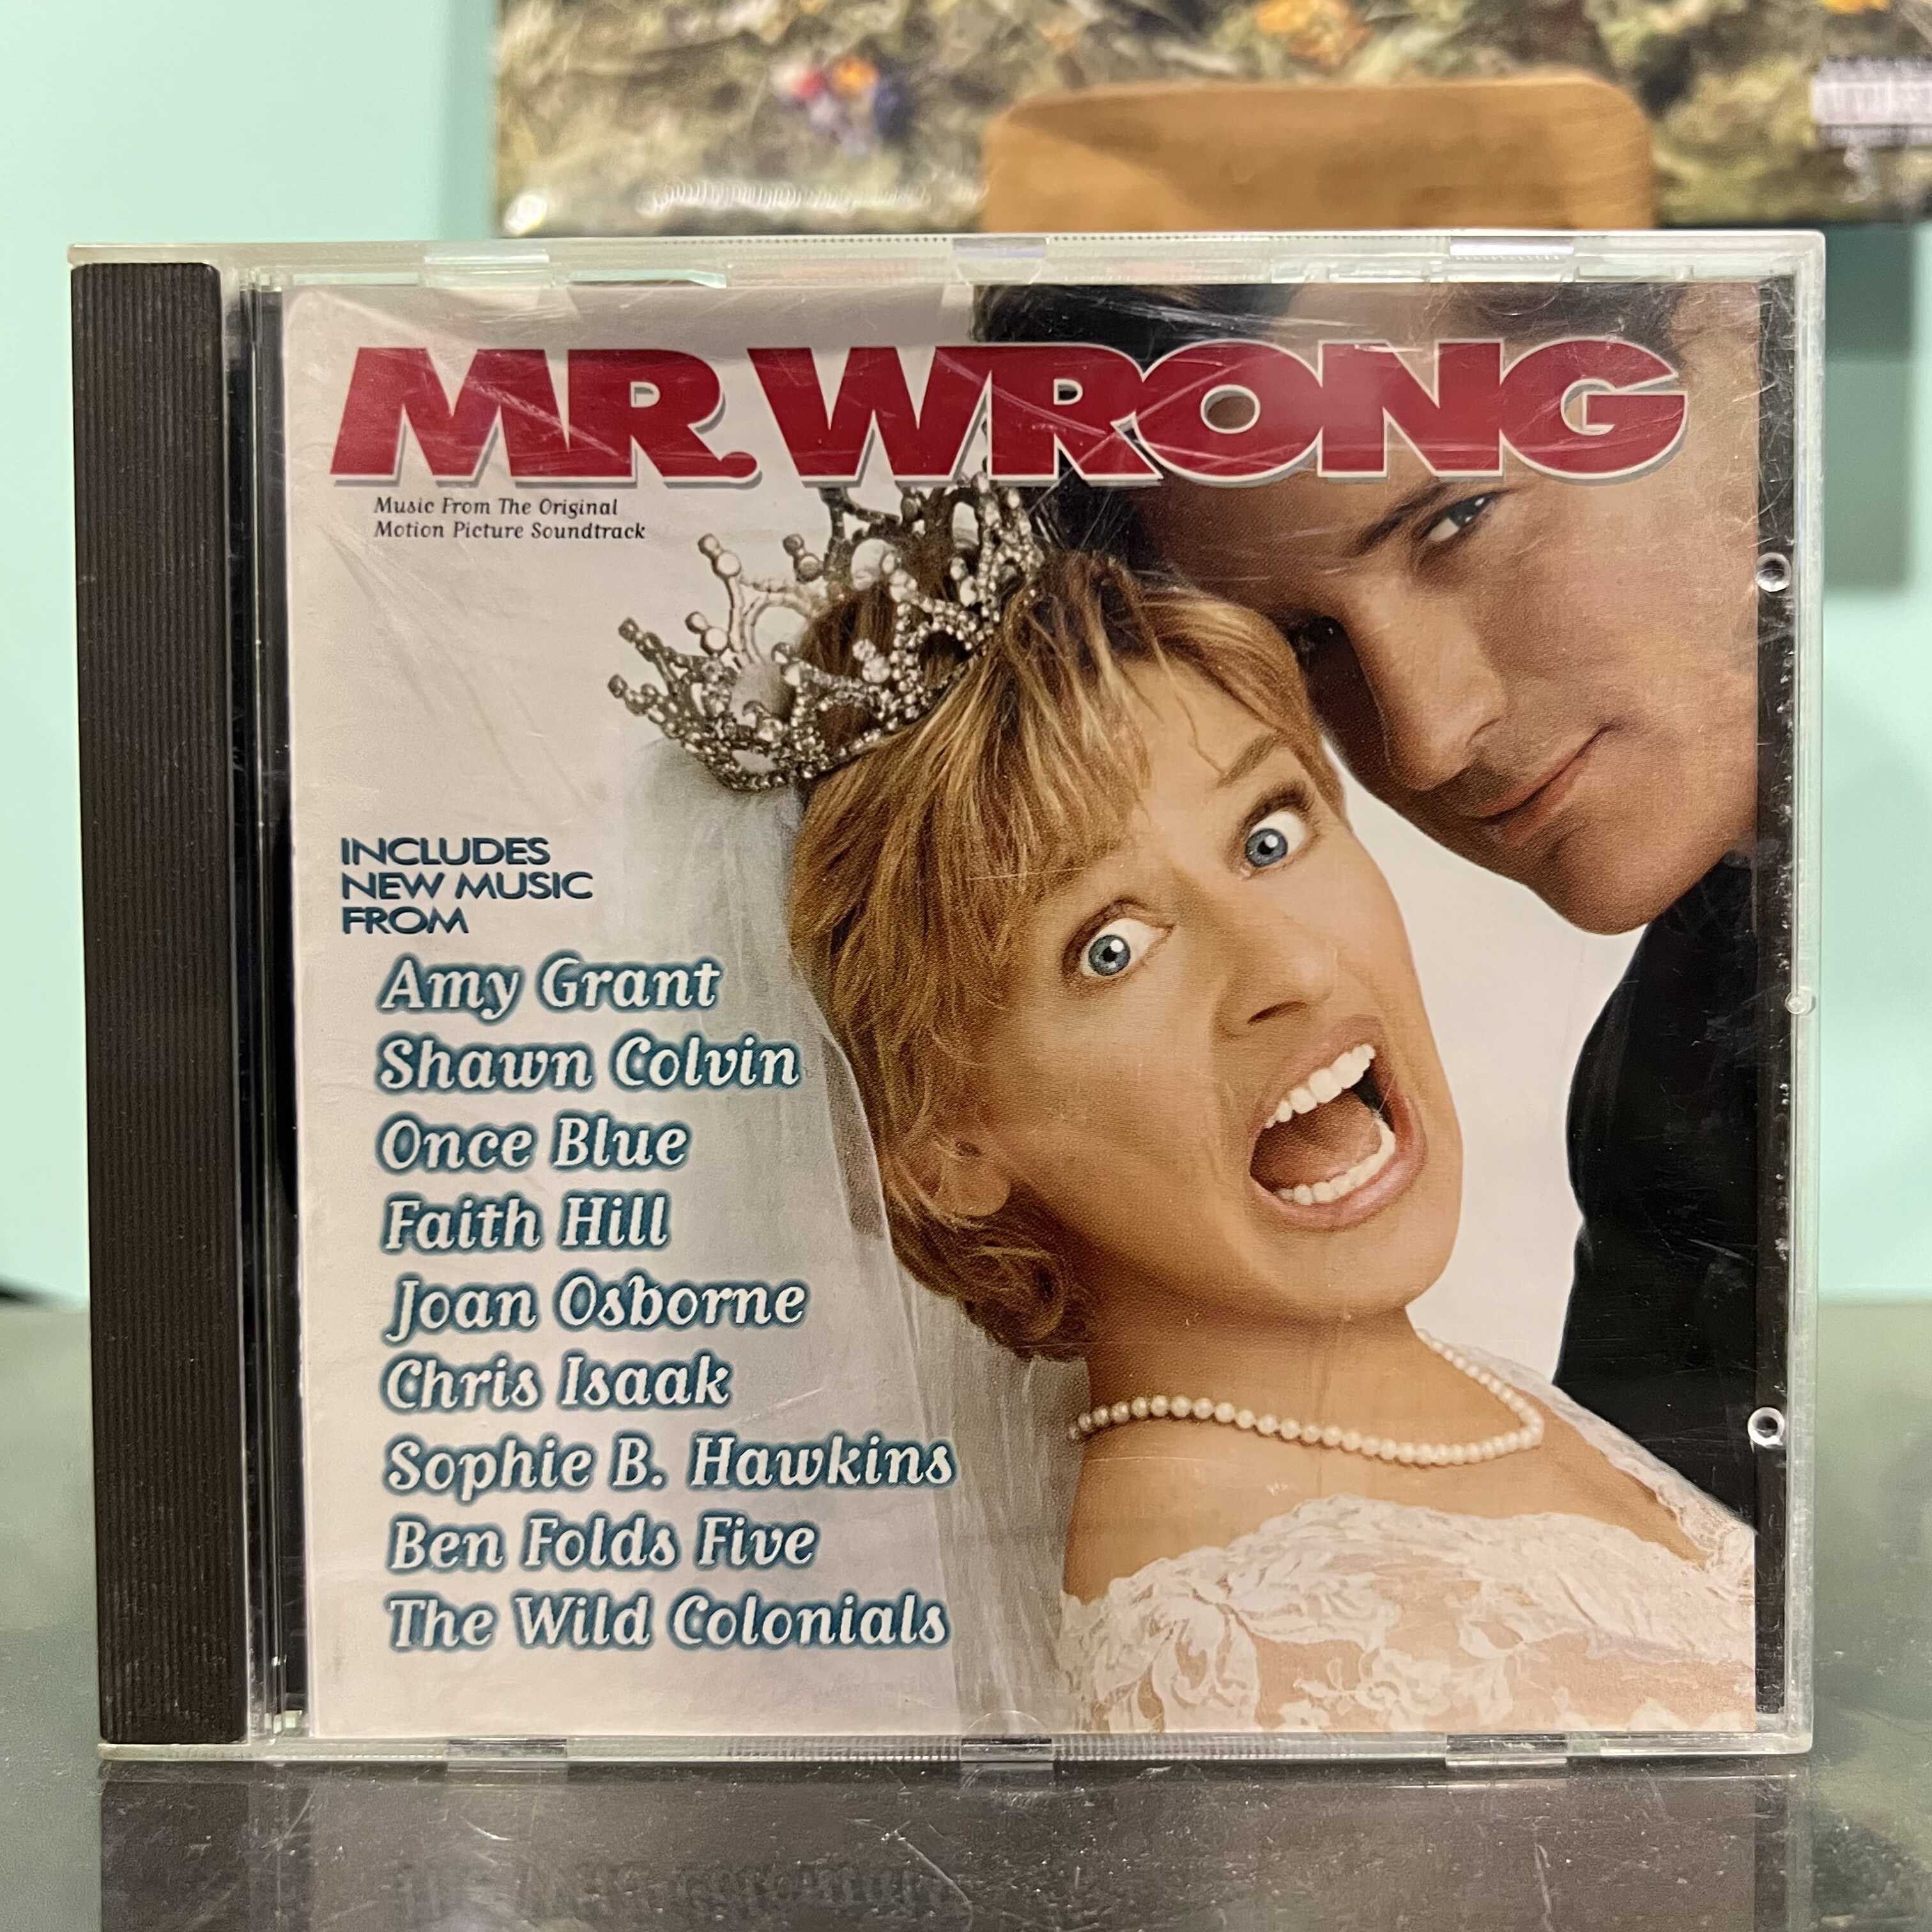 MR. WRONG
Music From The Original
Motion Picture Soundtrack
INCLUDES
NEW MUSIC
FROM
Amy Grant
Shawn Colvin
Once Blue
Faith Hill
Joan Osborne
Chris Isaak
Sophie B. Hawkins
Ben Folds Five
The Wild Colonials